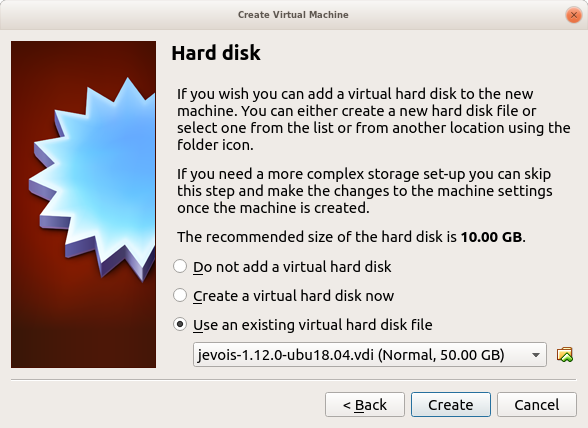 Create Virtual Machine
Hard disk
If you wish you can add a virtual hard disk to the new
machine. You can either create a new hard disk file or
select one from the list or from another location using the
folder icon.
If you need a more complex storage set-up you can skip
this step and make the changes to the machine settings
once the machine is created.
The recommended size of the hard disk is 10.00 GB.
Do not add a virtual hard disk
Create a virtual hard disk now
Use an existing virtual hard disk file
jevois-1.12.0-ubu18.04.vdi (Normal, 50.00 GB)
< Back
Create
Cancel